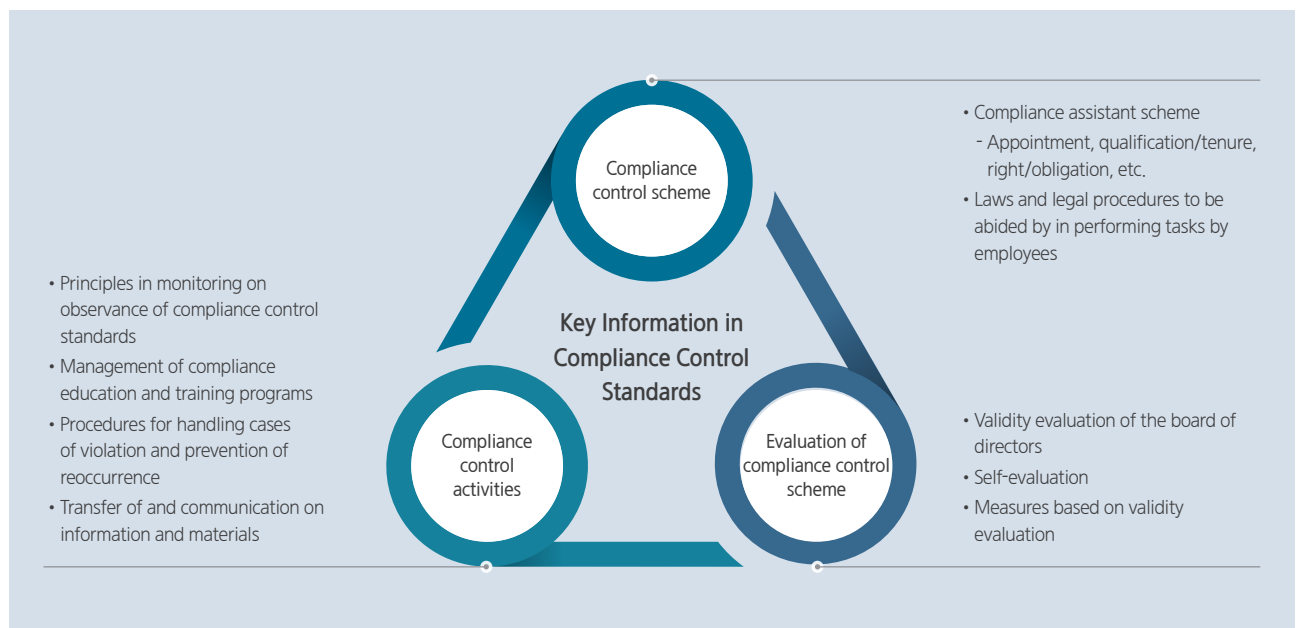 Compliance
control scheme
• Compliance assistant scheme
- Appointment, qualification/tenure,
right/obligation, etc.
• Laws and legal procedures to be
abided by in performing tasks by
employees
Key Information in
Compliance Control
Standards
• Principles in monitoring on
observance of compliance control
standards
• Management of compliance
education and training programs
• Procedures for handling cases
of violation and prevention of
reoccurrence
• Transfer of and communication on
information and materials
Compliance
control
activities
Evaluation of
compliance control
scheme
• Validity evaluation of the board of
directors
• Self-evaluation
• Measures based on validity
evaluation